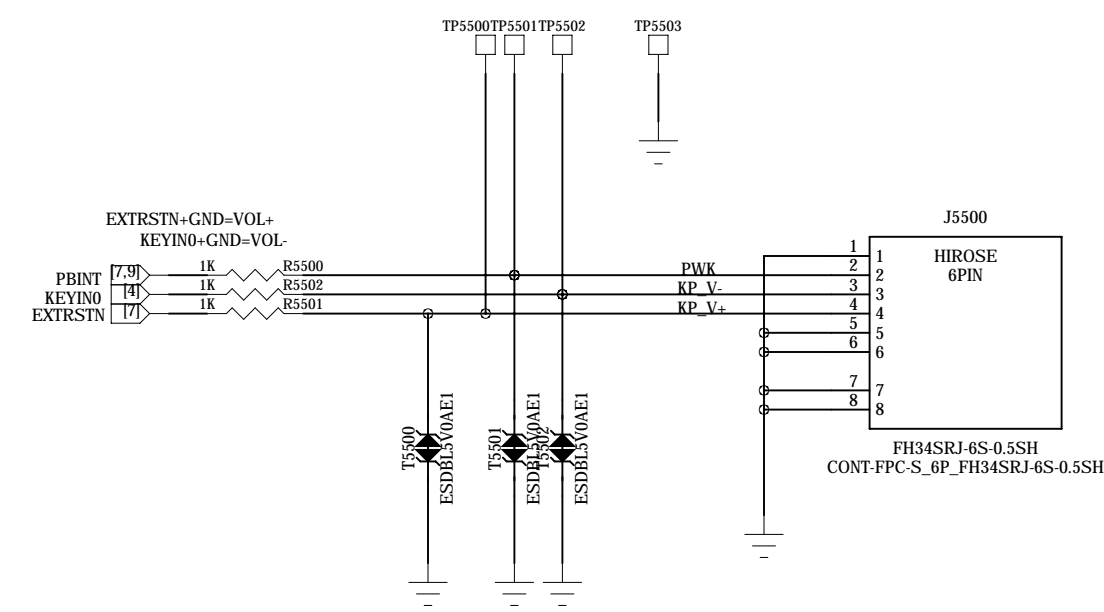 TP5500TP5501TP5502 TP5503
EXTRSTN+GND=VOL+
KEYIN0+GND=VOL-
PBINT [7,9] 1K R5500
KEYIN0 [4] 1K R5502
EXTRSTN [7] 1K R5501
PWK
KP_V-
KP_V+
J5500
HIROSE
6PIN
1 1
2 2
3 3
4 4
5 5
6 6
7 7
8 8
FH34SRJ-6S-0.5SH
CONT-FPC-S_6P_FH34SRJ-6S-0.5SH
T5500
ESDBL5V0AE1
T5501
ESDBL5V0AE1
T5502
ESDBL5V0AE1